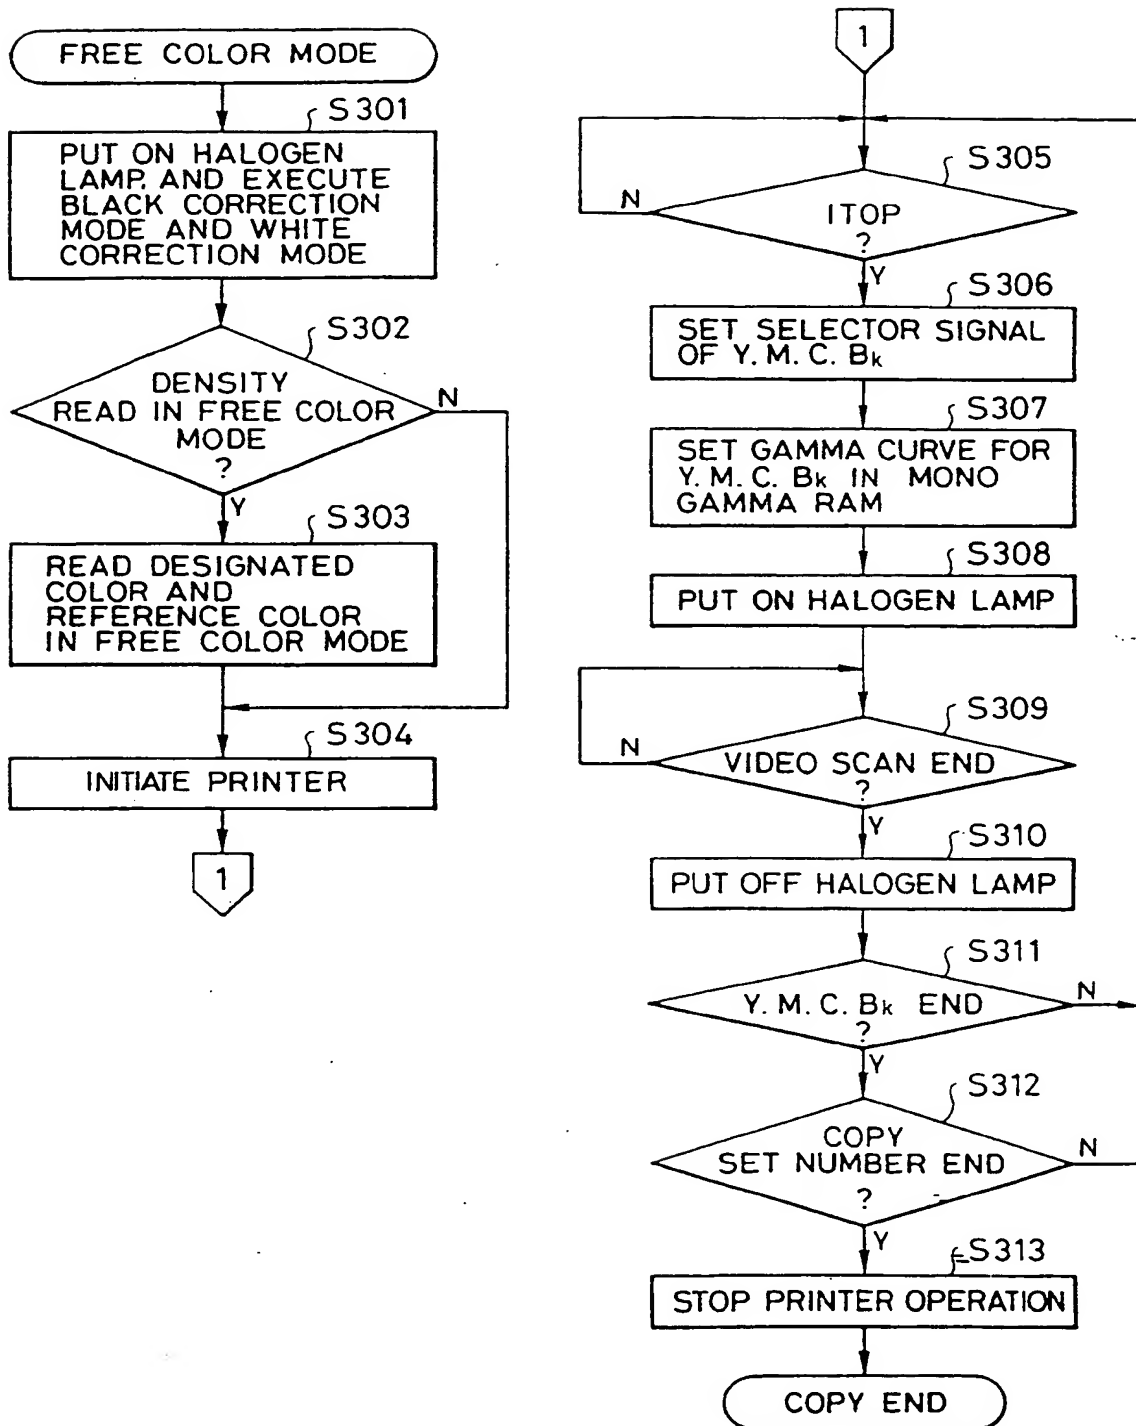 FREE COLOR MODE
S301
PUT ON HALOGEN
LAMP. AND EXECUTE
BLACK CORRECTION
MODE AND WHITE
CORRECTION MODE
S302
DENSITY
READ IN FREE COLOR
MODE
?
N
Y
S303
READ DESIGNATED
COLOR AND
REFERENCE COLOR
IN FREE COLOR MODE
S304
INITIATE PRINTER
1
1
S305
N
ITOP
?
Y
S306
SET SELECTOR SIGNAL
OF Y. M. C. Bk
S307
SET GAMMA CURVE FOR
Y. M. C. Bk IN MONO
GAMMA RAM
S308
PUT ON HALOGEN LAMP
S309
N
VIDEO SCAN END
?
Y
S310
PUT OFF HALOGEN LAMP
S311
Y. M. C. Bk END
N
?
Y
S312
COPY
SET NUMBER END
N
?
Y
S313
STOP PRINTER OPERATION
COPY END